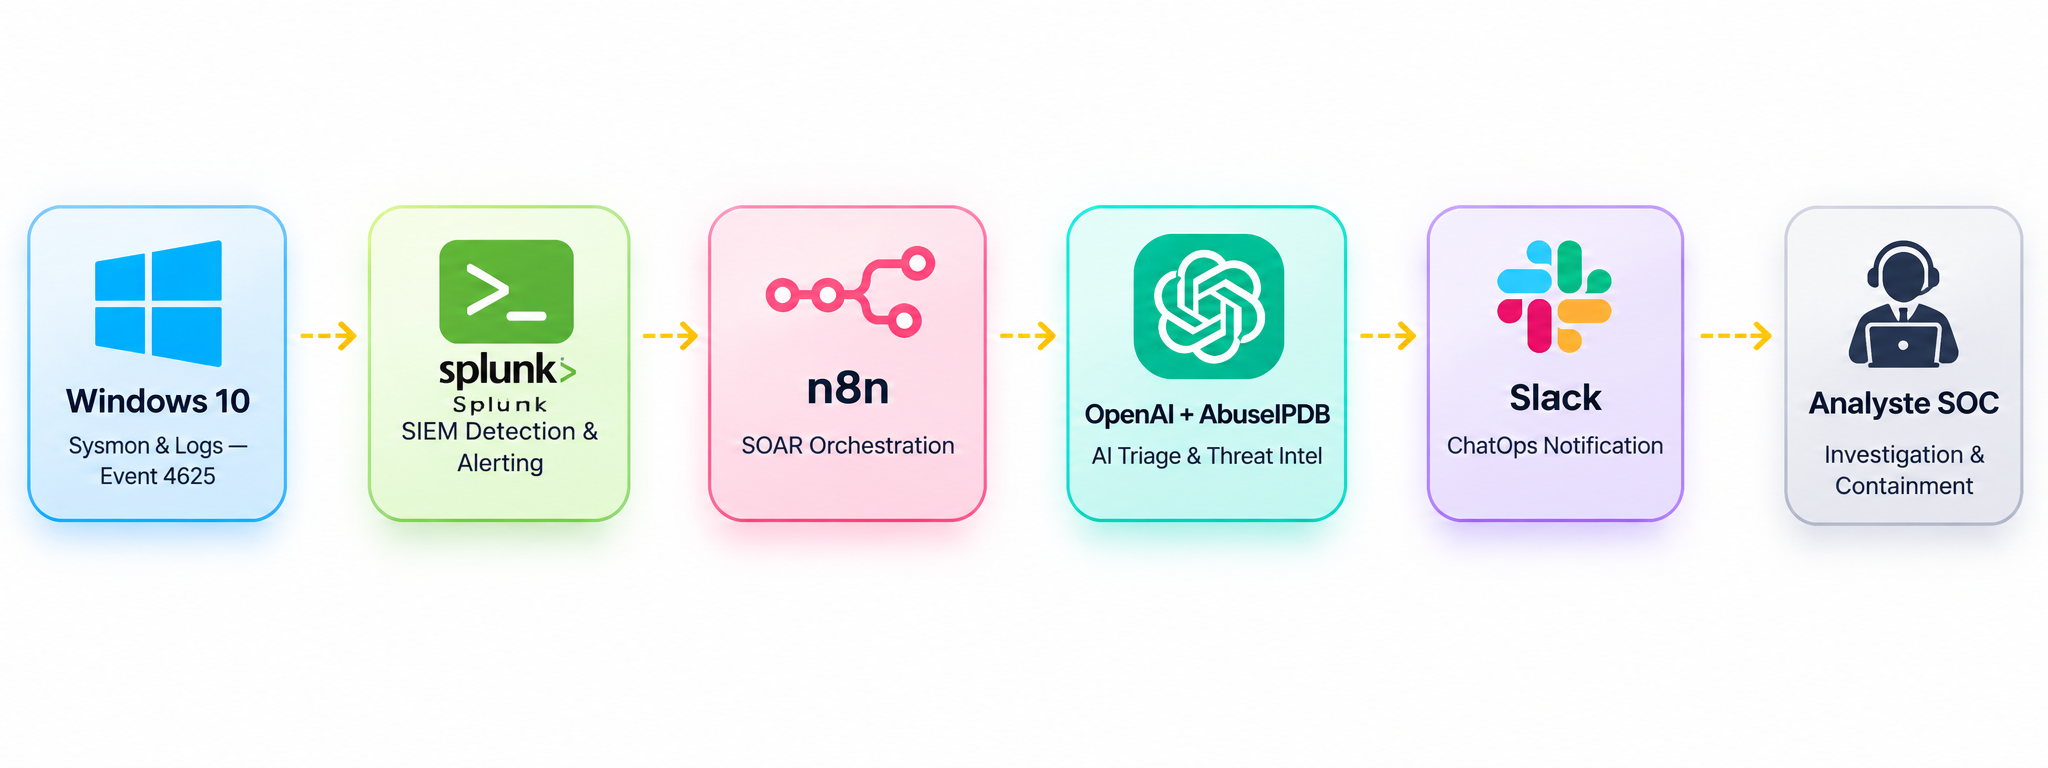 Windows 10
Sysmon & Logs —
Event 4625
>_
splunk>
Splunk
SIEM Detection &
Alerting
n8n
SOAR Orchestration
OpenAI + AbuseIPDB
AI Triage & Threat Intel
Slack
ChatOps Notification
Analyste SOC
Investigation &
Containment